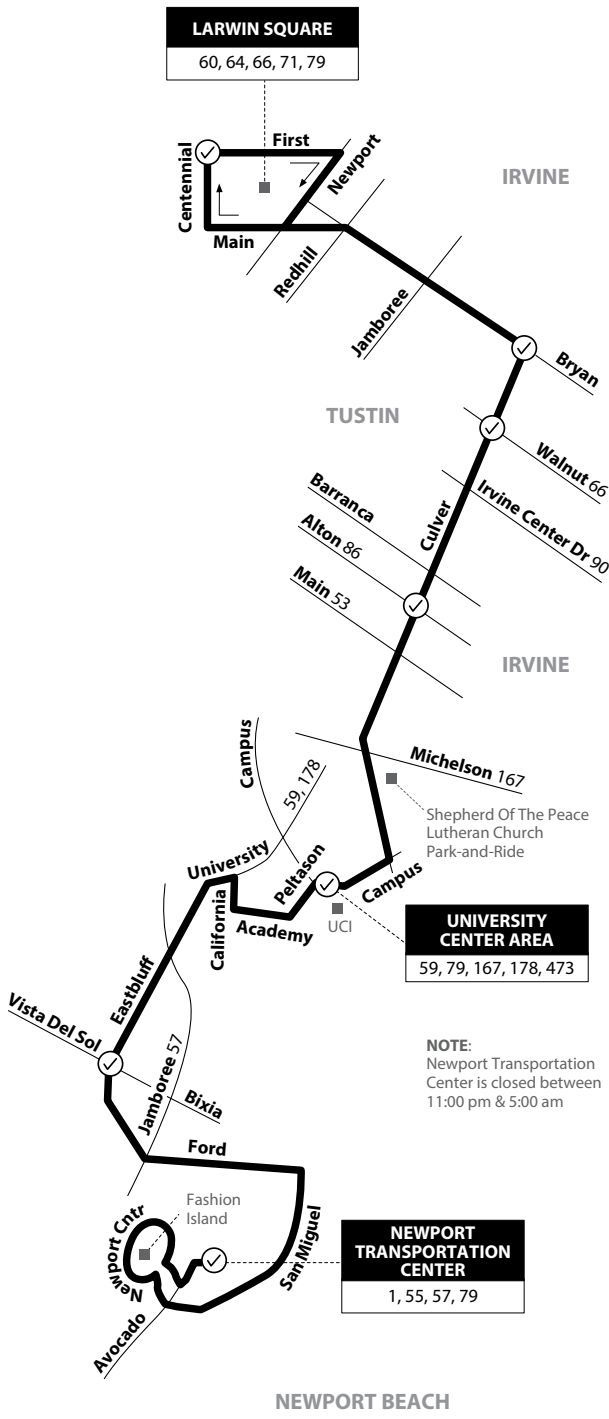 LARWIN SQUARE
60, 64, 66, 71, 79
First
Newport
Centennial
IRVINE
Main
Redhill
Jamboree
Bryan
TUSTIN
Walnut 66
Barranca
Irvine Center Dr 90
Culver
Alton 86
Main 53
IRVINE
Campus
Michelson 167
59, 178
Shepherd Of The Peace
Lutheran Church
Park-and-Ride
University
Peltason
Campus
California
Academy
UCI
UNIVERSITY
CENTER AREA
59, 79, 167, 178, 473
Eastbluff
Vista Del Sol
NOTE:
Newport Transportation
Center is closed between
11:00 pm & 5:00 am
Jamboree 57
Bixia
Ford
Fashion
Island
Newport Cntr
San Miguel
NEWPORT
TRANSPORTATION
CENTER
1, 55, 57, 79
Avocado
NEWPORT BEACH